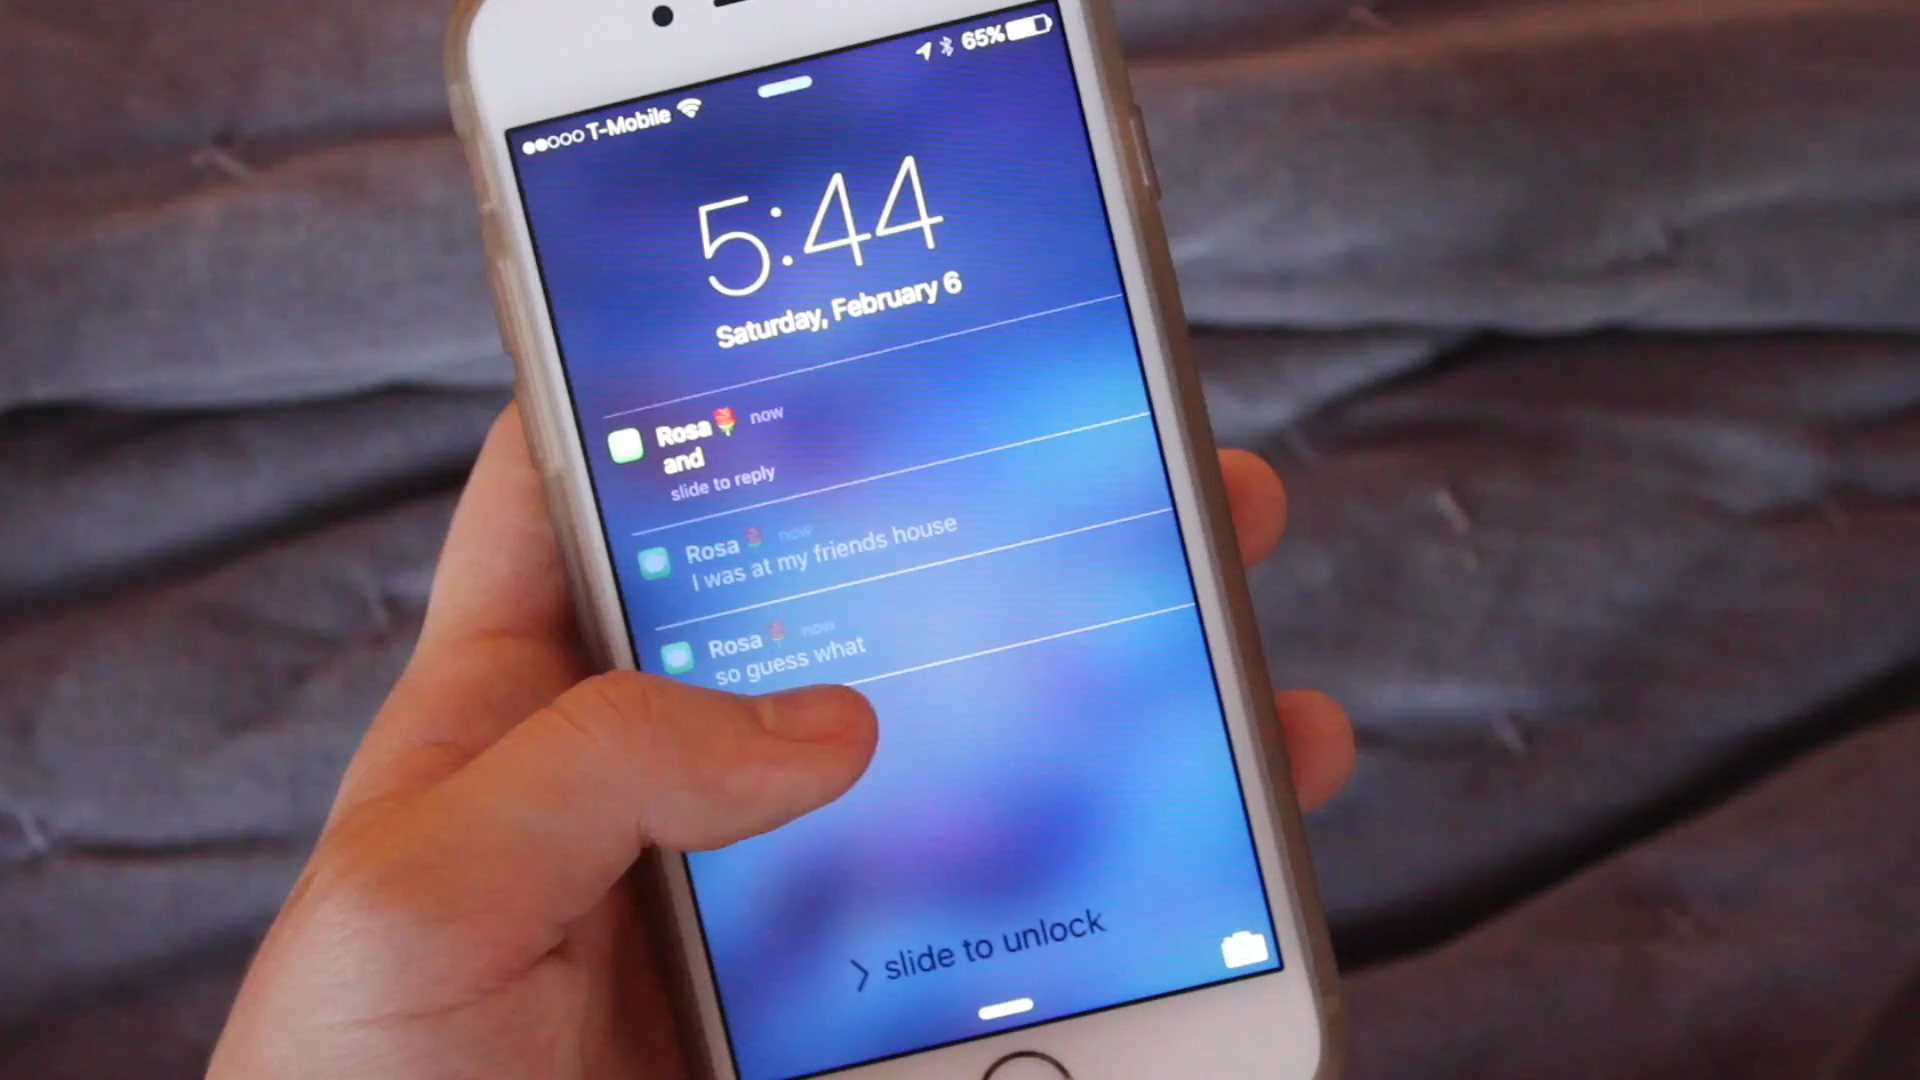 ●●○○○ T-Mobile 65%
5:44
Saturday, February 6
Rosa🌹 now
and
slide to reply
Rosa🌹 now
I was at my friends house
Rosa🌹 now
so guess what
> slide to unlock